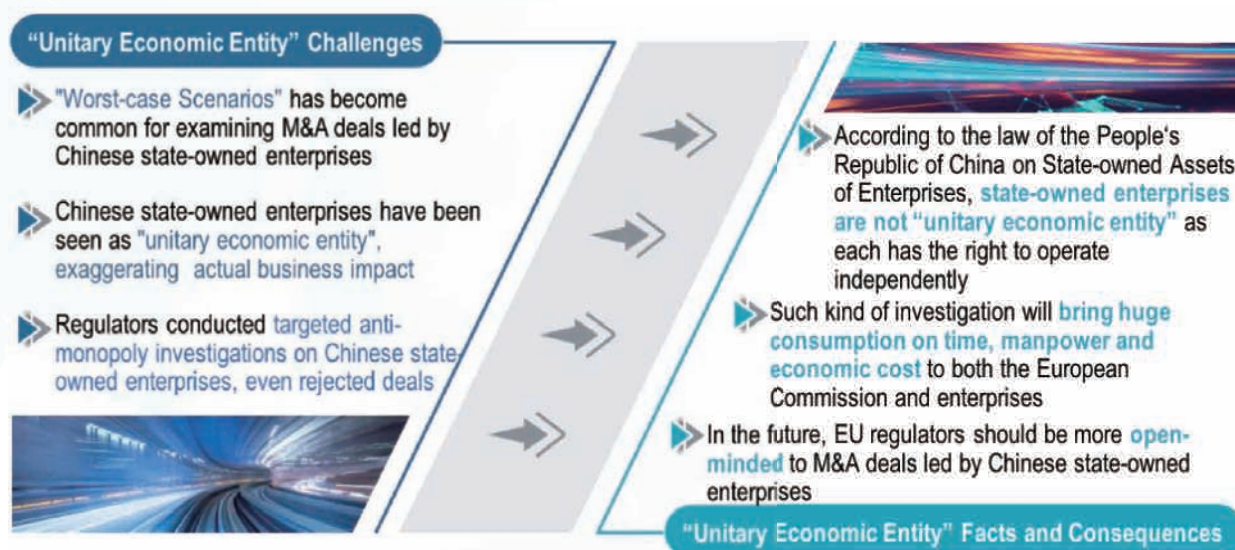 “Unitary Economic Entity” Challenges
"Worst-case Scenarios" has become
common for examining M&A deals led by
Chinese state-owned enterprises
Chinese state-owned enterprises have been
seen as "unitary economic entity",
exaggerating actual business impact
Regulators conducted targeted anti-
monopoly investigations on Chinese state-
owned enterprises, even rejected deals
According to the law of the People‘s
Republic of China on State-owned Assets
of Enterprises, state-owned enterprises
are not “unitary economic entity” as
each has the right to operate
independently
Such kind of investigation will bring huge
consumption on time, manpower and
economic cost to both the European
Commission and enterprises
In the future, EU regulators should be more open-
minded to M&A deals led by Chinese state-owned
enterprises
“Unitary Economic Entity” Facts and Consequences